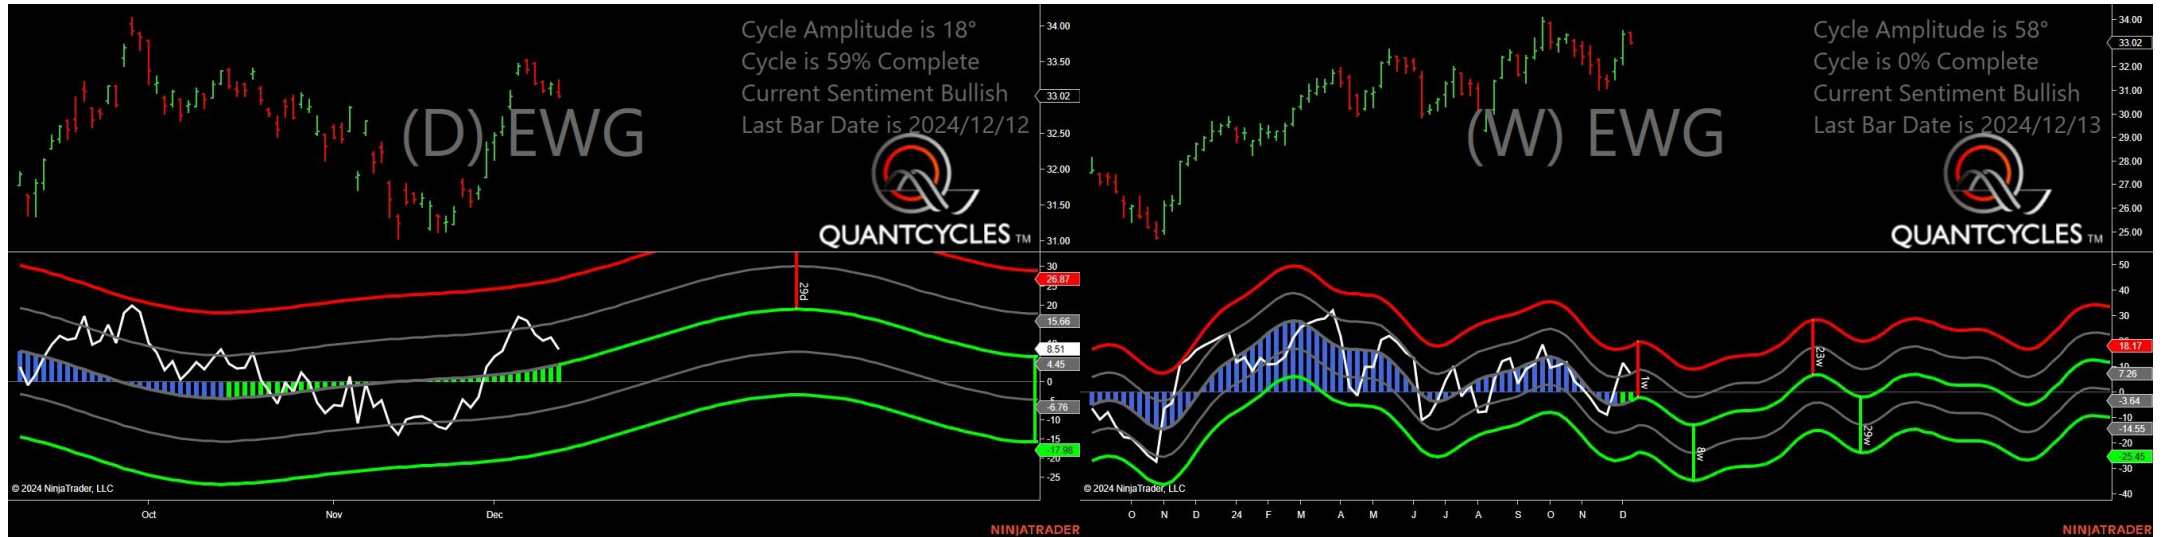 Cycle Amplitude is 18°
Cycle is 59% Complete
Current Sentiment Bullish
Last Bar Date is 2024/12/12
(D) EWG
QUANTCYCLES TM
34.00
33.50
33.02
32.50
32.00
31.50
31.00
30
26.87
25
20
15.66
8.51
4.45
0
-5
-6.76
-10
-15
-17.98
-20
-25
29d
© 2024 NinjaTrader, LLC
Oct
Nov
Dec
NINJATRADER
Cycle Amplitude is 58°
Cycle is 0% Complete
Current Sentiment Bullish
Last Bar Date is 2024/12/13
(W) EWG
QUANTCYCLES TM
34.00
33.02
32.00
31.00
30.00
29.00
28.00
27.00
26.00
25.00
50
40
30
18.17
7.26
0
-3.64
-10
-14.55
-20
-25.45
-30
-40
1w
23w
8w
29w
© 2024 NinjaTrader, LLC
O N D 24 F M A M J J A S O N D
NINJATRADER